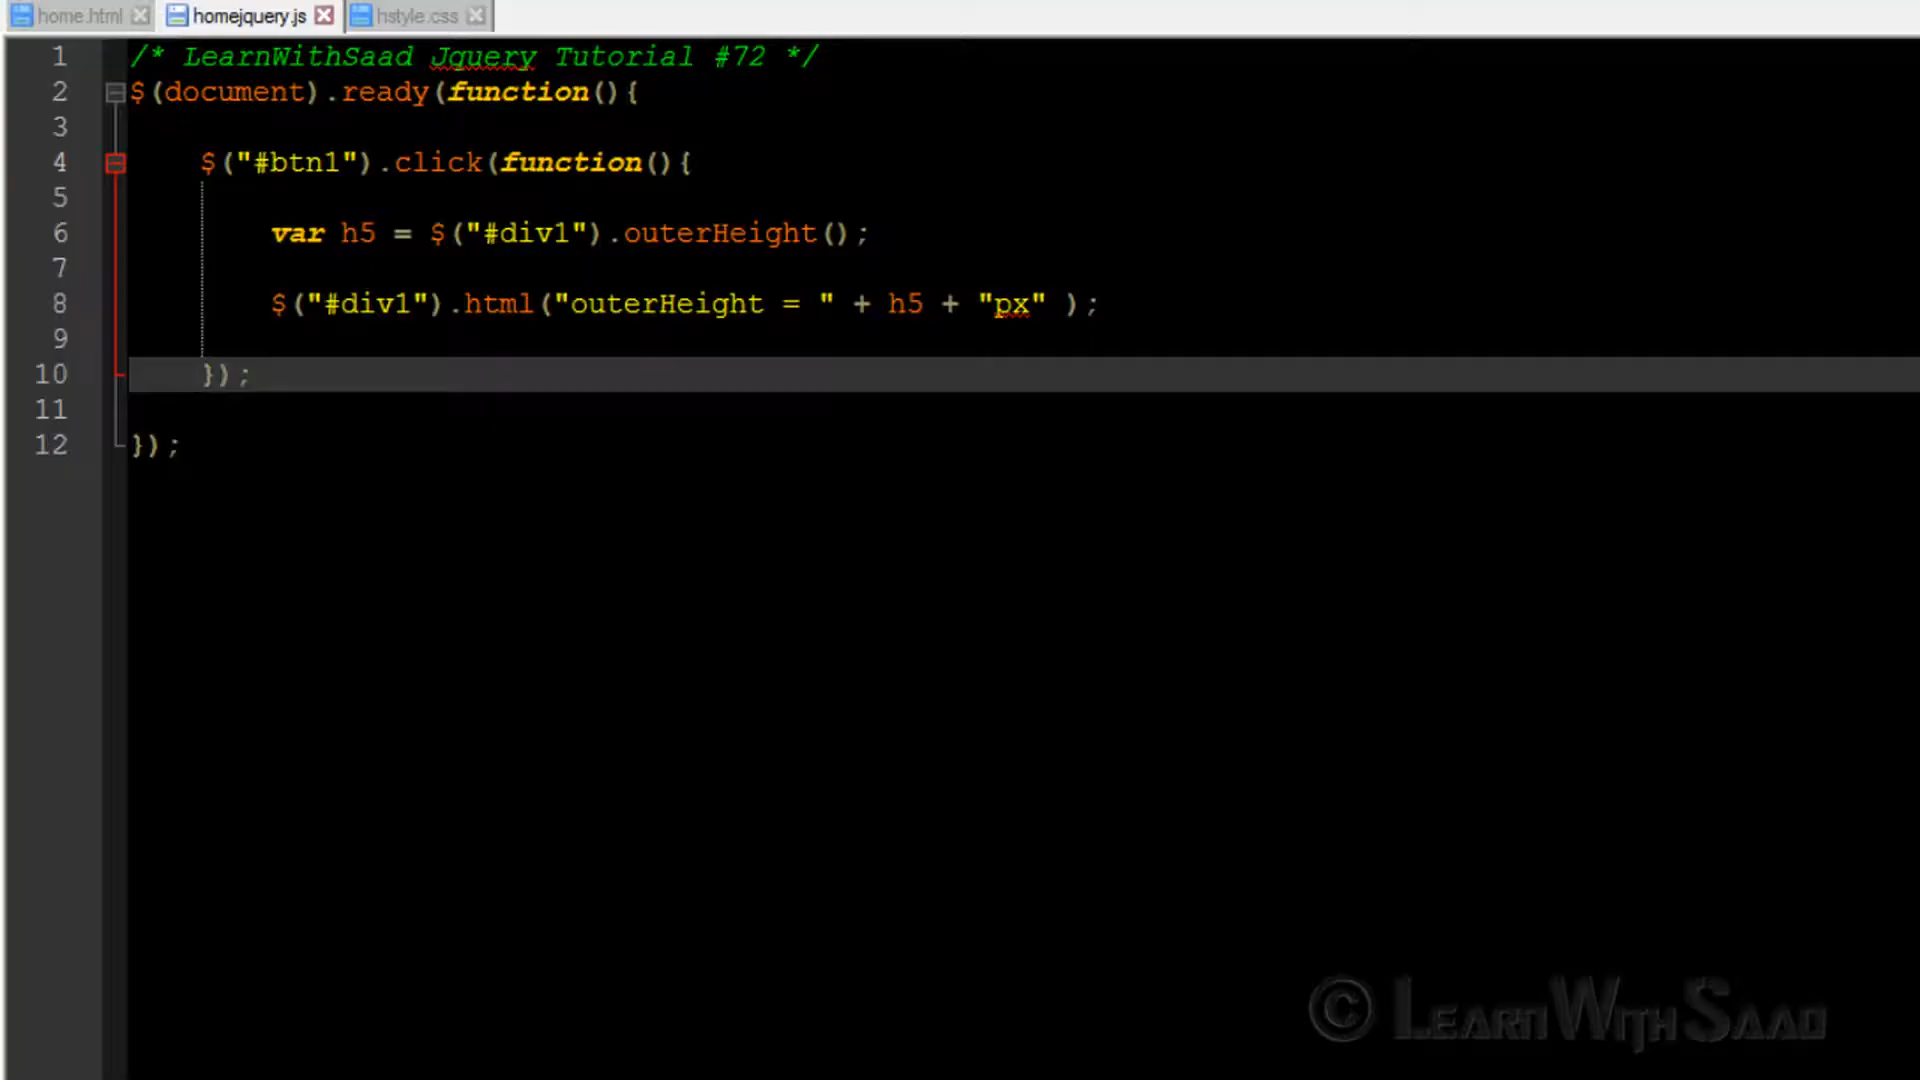 home.html homejquery.js hstyle.css
1 /* LearnWithSaad Jquery Tutorial #72 */
2 $(document).ready(function(){
3
4 $("#btn1").click(function(){
5
6 var h5 = $("#div1").outerHeight();
7
8 $("#div1").html("outerHeight = " + h5 + "px" );
9
10 });
11
12 });
© LearnWithSaad